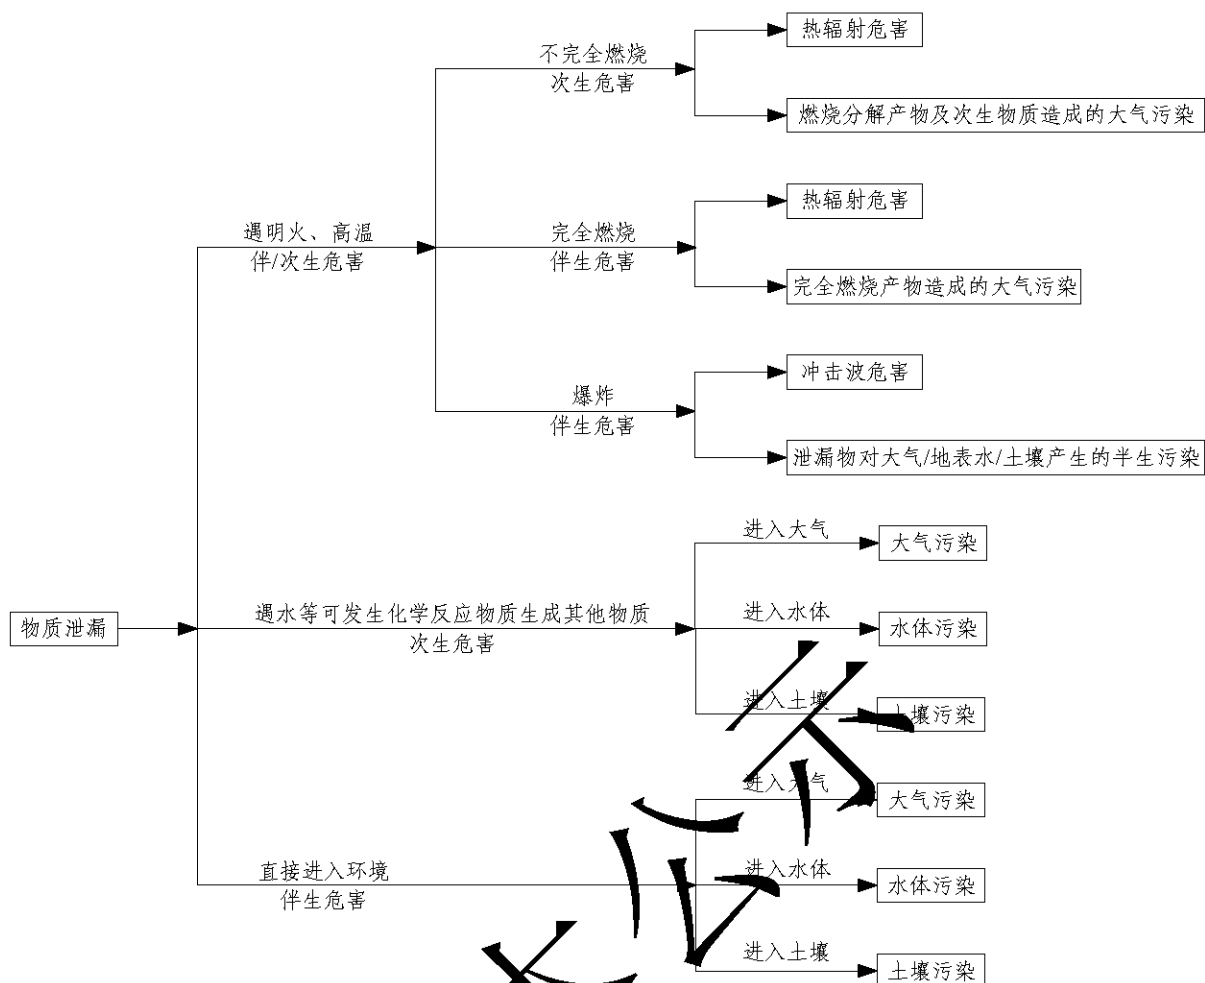 热辐射危害
不完全燃烧
次生危害
燃烧分解产物及次生物质造成的大气污染
热辐射危害
遇明火、高温
伴/次生危害
完全燃烧
伴生危害
完全燃烧产物造成的大气污染
冲击波危害
爆炸
伴生危害
泄漏物对大气/地表水/土壤产生的半生污染
进入大气
大气污染
物质泄漏
遇水等可发生化学反应物质生成其他物质
次生危害
进入水体
水体污染
进入土壤
土壤污染
进入大气
大气污染
直接进入环境
伴生危害
进入水体
水体污染
进入土壤
土壤污染